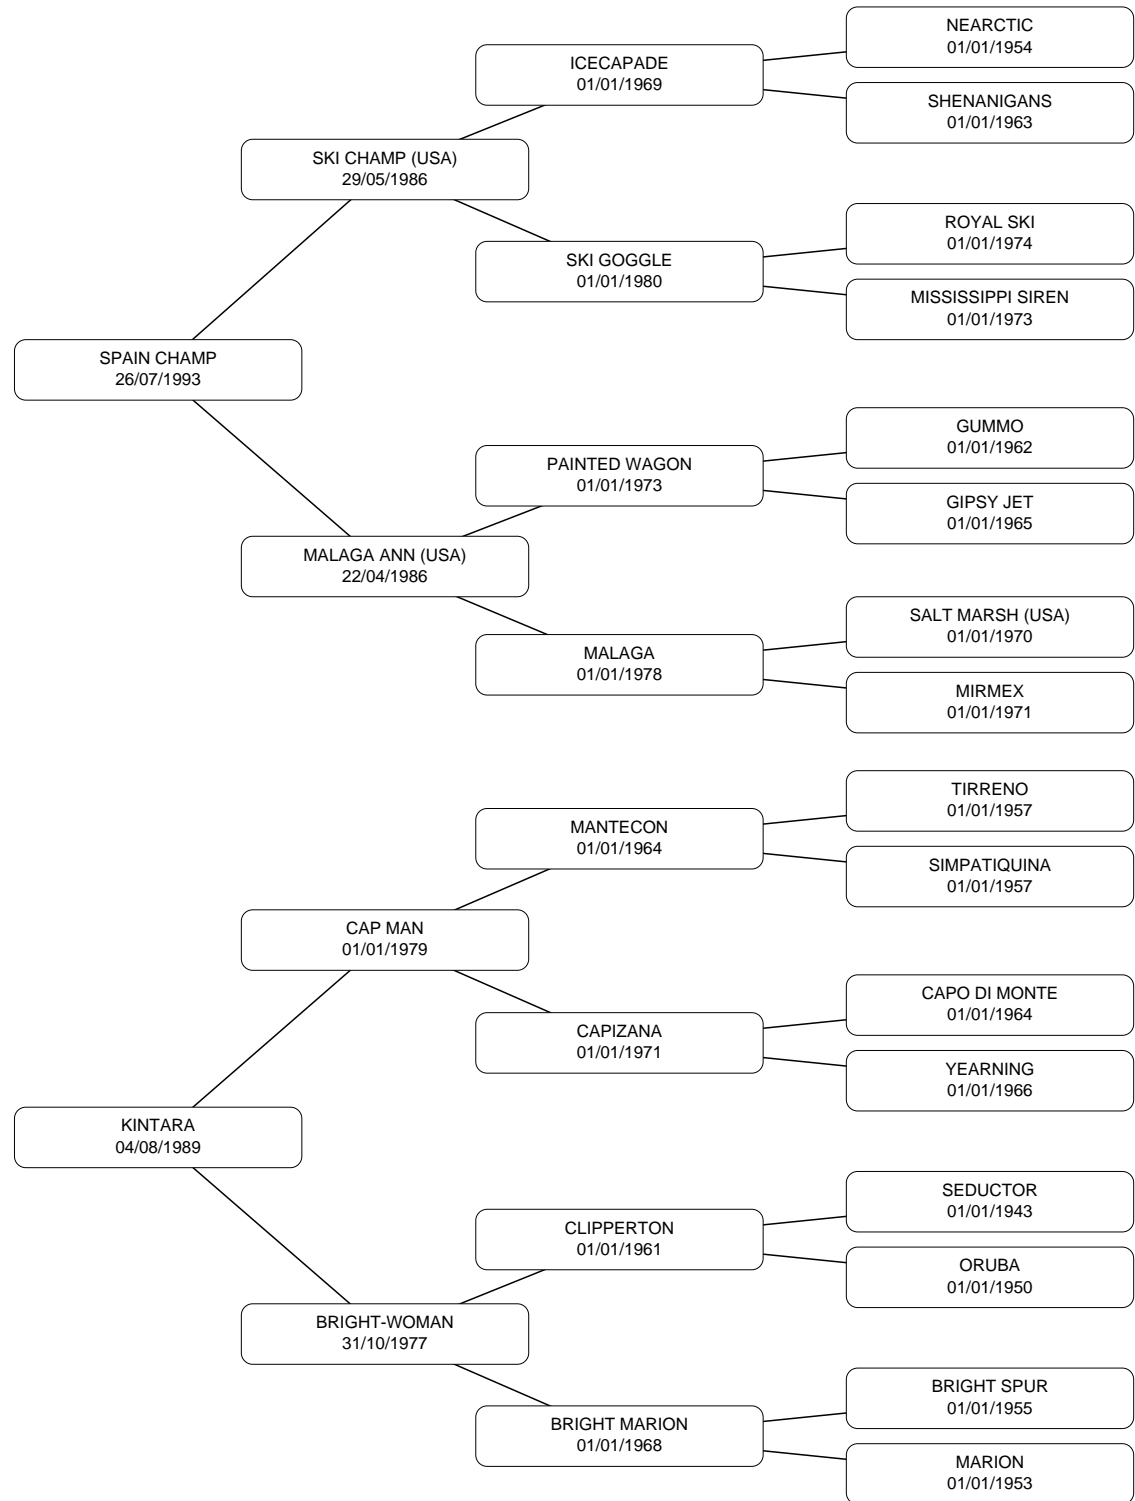 NEARCTIC
01/01/1954
ICECAPADE
01/01/1969
SHENANIGANS
01/01/1963
SKI CHAMP (USA)
29/05/1986
ROYAL SKI
01/01/1974
SKI GOGGLE
01/01/1980
MISSISSIPPI SIREN
01/01/1973
SPAIN CHAMP
26/07/1993
GUMMO
01/01/1962
PAINTED WAGON
01/01/1973
GIPSY JET
01/01/1965
MALAGA ANN (USA)
22/04/1986
SALT MARSH (USA)
01/01/1970
MALAGA
01/01/1978
MIRMEX
01/01/1971
TIRRENO
01/01/1957
MANTECON
01/01/1964
SIMPATIQUINA
01/01/1957
CAP MAN
01/01/1979
CAPO DI MONTE
01/01/1964
CAPIZANA
01/01/1971
YEARNING
01/01/1966
KINTARA
04/08/1989
SEDUCTOR
01/01/1943
CLIPPERTON
01/01/1961
ORUBA
01/01/1950
BRIGHT-WOMAN
31/10/1977
BRIGHT SPUR
01/01/1955
BRIGHT MARION
01/01/1968
MARION
01/01/1953